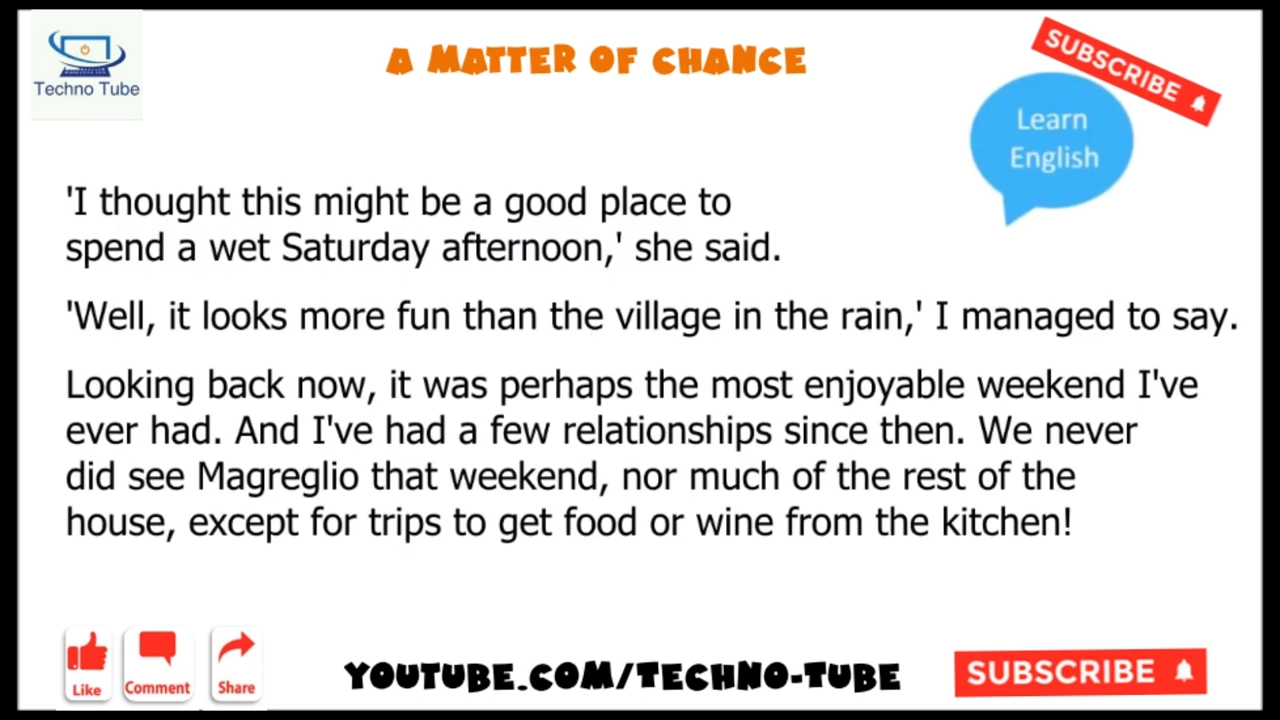 Techno Tube
A MATTER OF CHANCE
SUBSCRIBE
Learn
English
'I thought this might be a good place to
spend a wet Saturday afternoon,' she said.
'Well, it looks more fun than the village in the rain,' I managed to say.
Looking back now, it was perhaps the most enjoyable weekend I've
ever had. And I've had a few relationships since then. We never
did see Magreglio that weekend, nor much of the rest of the
house, except for trips to get food or wine from the kitchen!
Like
Comment
Share
YOUTUBE.COM/TECHNO-TUBE
SUBSCRIBE